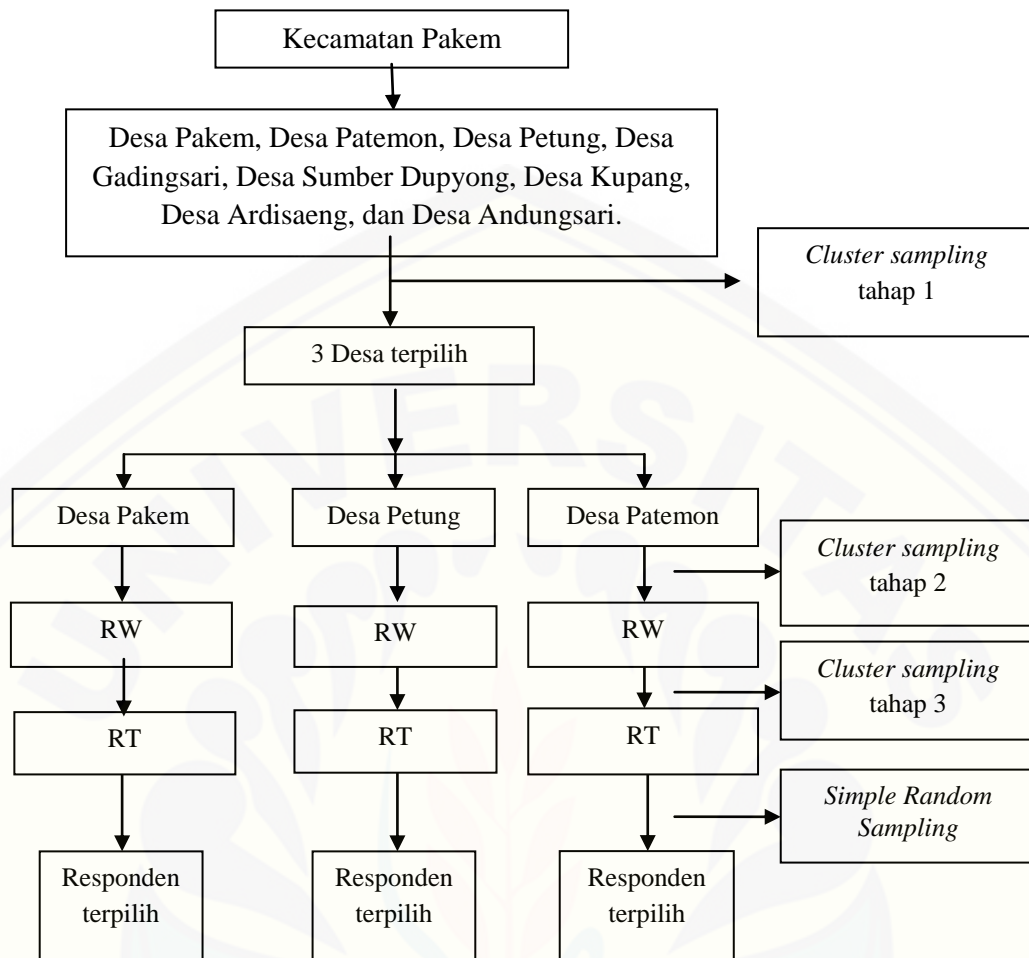 Kecamatan Pakem
Desa Pakem, Desa Patemon, Desa Petung, Desa
Gadingsari, Desa Sumber Dupyong, Desa Kupang,
Desa Ardisaeng, dan Desa Andungsari.
Cluster sampling
tahap 1
3 Desa terpilih
Desa Pakem
Desa Petung
Desa Patemon
Cluster sampling
tahap 2
RW
RW
RW
Cluster sampling
tahap 3
RT
RT
RT
Simple Random
Sampling
Responden
terpilih
Responden
terpilih
Responden
terpilih
UNIVERSITAS